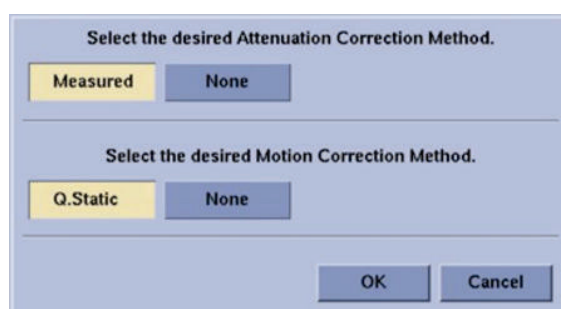 Select the desired Attenuation Correction Method.
Measured None
Select the desired Motion Correction Method.
Q.Static None
OK Cancel